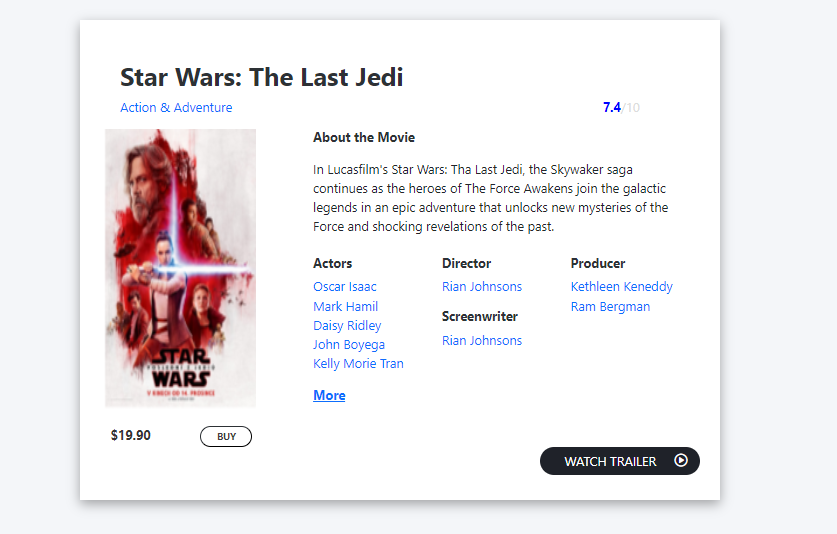 Star Wars: The Last Jedi
Action & Adventure
7.4/10
About the Movie
In Lucasfilm's Star Wars: Tha Last Jedi, the Skywaker saga
continues as the heroes of The Force Awakens join the galactic
legends in an epic adventure that unlocks new mysteries of the
Force and shocking revelations of the past.
Actors
Oscar Isaac
Mark Hamil
Daisy Ridley
John Boyega
Kelly Morie Tran
More
Director
Rian Johnsons
Screenwriter
Rian Johnsons
Producer
Kethleen Keneddy
Ram Bergman
STAR
WARS
$19.90
BUY
WATCH TRAILER